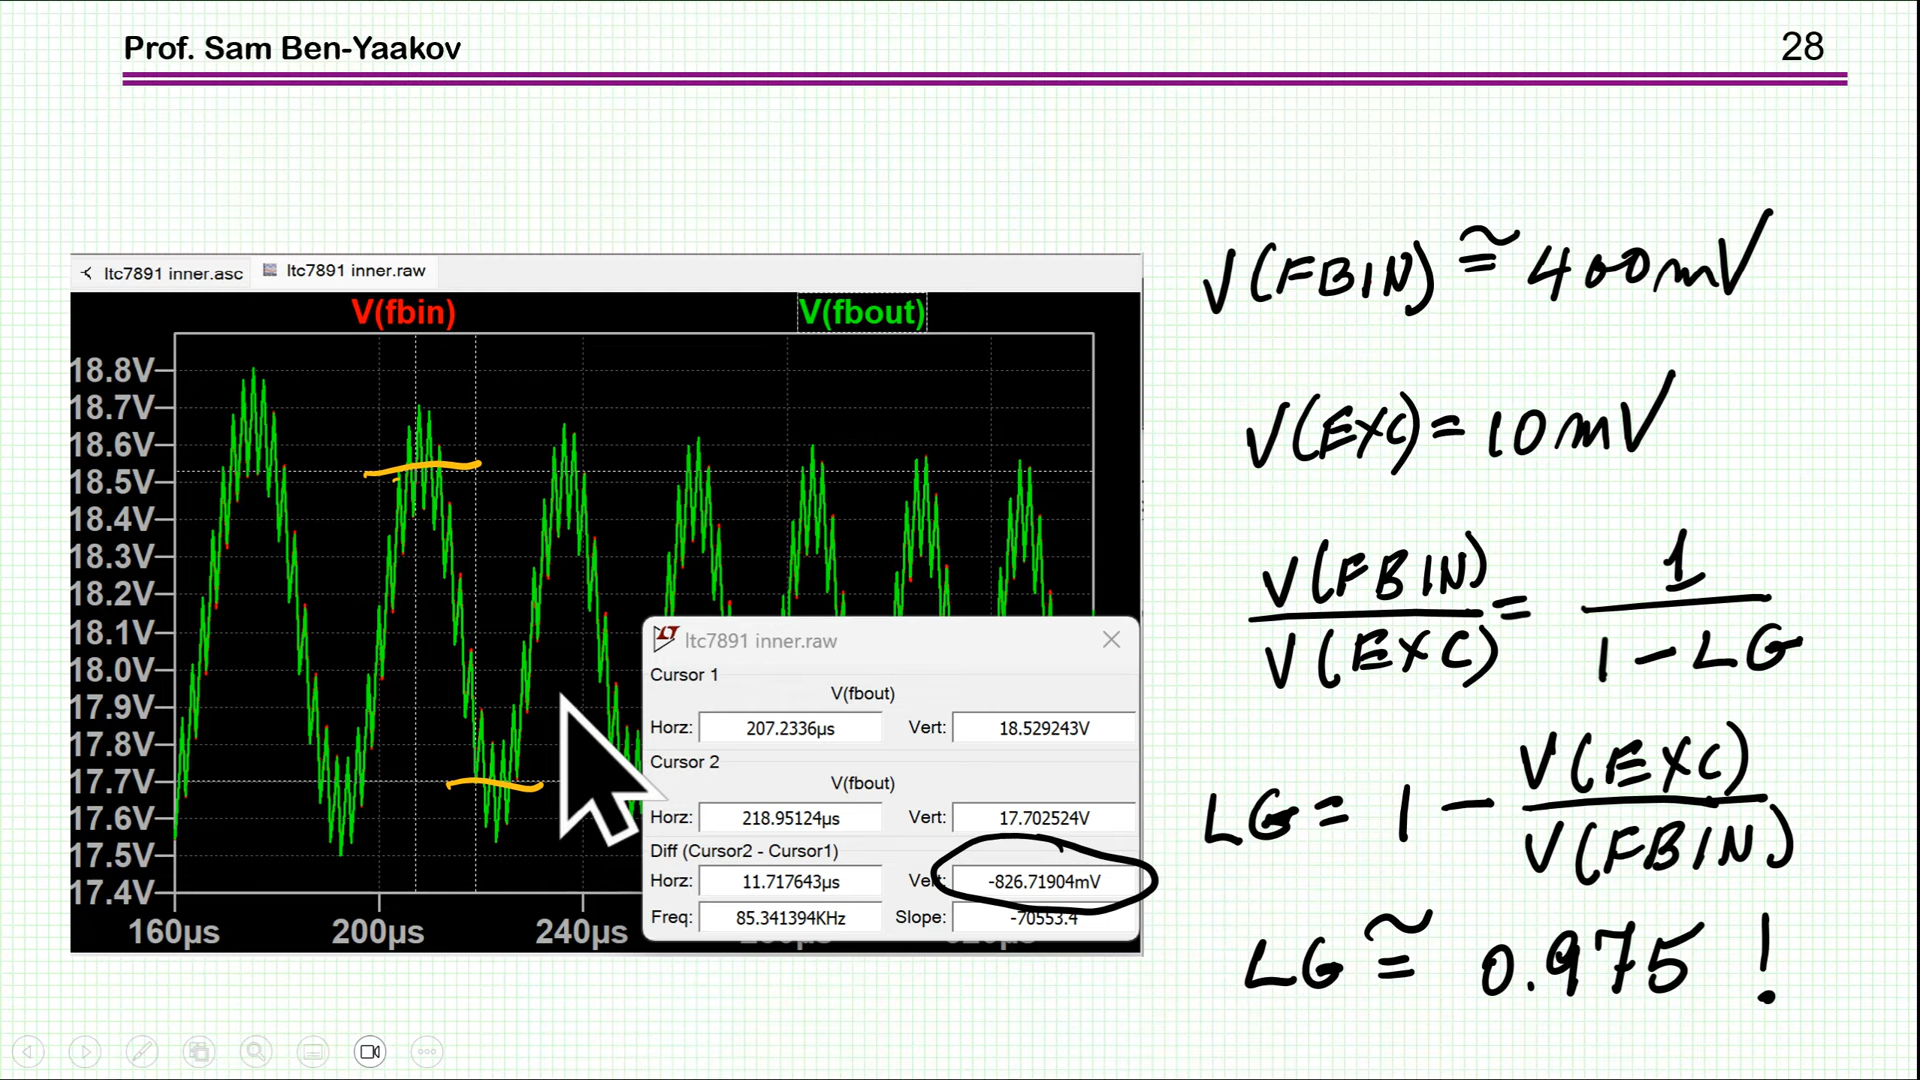 Prof. Sam Ben-Yaakov
28
ltc7891 inner.asc
ltc7891 inner.raw
V(fbin)
V(fbout)
18.8V
18.7V
18.6V
18.5V
18.4V
18.3V
18.2V
18.1V
18.0V
17.9V
17.8V
17.7V
17.6V
17.5V
17.4V
160µs
200µs
240µs
ltc7891 inner.raw
Cursor 1
V(fbout)
Horz: 207.2336µs Vert: 18.529243V
Cursor 2
V(fbout)
Horz: 218.95124µs Vert: 17.702524V
Diff (Cursor2 - Cursor1)
Horz: 11.717643µs Vert: -826.71904mV
Freq: 85.341394KHz Slope: -70553.4
V(FBIN) ≅ 400mV
V(EXC) = 10mV
V(FBIN)/V(EXC) = 1/(1-LG)
LG = 1 - V(EXC)/V(FBIN)
LG ≅ 0.975 !